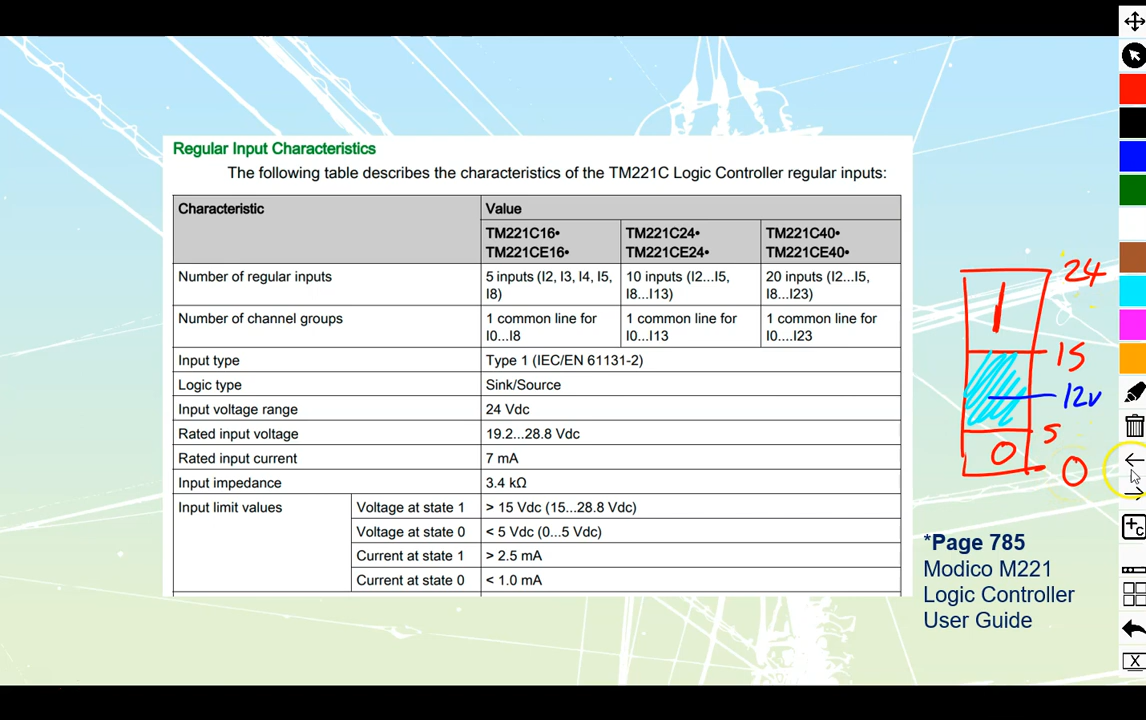 Regular Input Characteristics
The following table describes the characteristics of the TM221C Logic Controller regular inputs:
Characteristic
Value
TM221C16•
TM221CE16•
TM221C24•
TM221CE24•
TM221C40•
TM221CE40•
Number of regular inputs
5 inputs (I2, I3, I4, I5,
I8)
10 inputs (I2...I5,
I8...I13)
20 inputs (I2...I5,
I8...I23)
Number of channel groups
1 common line for
I0...I8
1 common line for
I0...I13
1 common line for
I0....I23
Input type
Type 1 (IEC/EN 61131-2)
Logic type
Sink/Source
Input voltage range
24 Vdc
Rated input voltage
19.2...28.8 Vdc
Rated input current
7 mA
Input impedance
3.4 kΩ
Input limit values
Voltage at state 1
> 15 Vdc (15...28.8 Vdc)
Voltage at state 0
< 5 Vdc (0...5 Vdc)
Current at state 1
> 2.5 mA
Current at state 0
< 1.0 mA
24
1
15
12v
5
0
0
*Page 785
Modico M221
Logic Controller
User Guide
+c
X